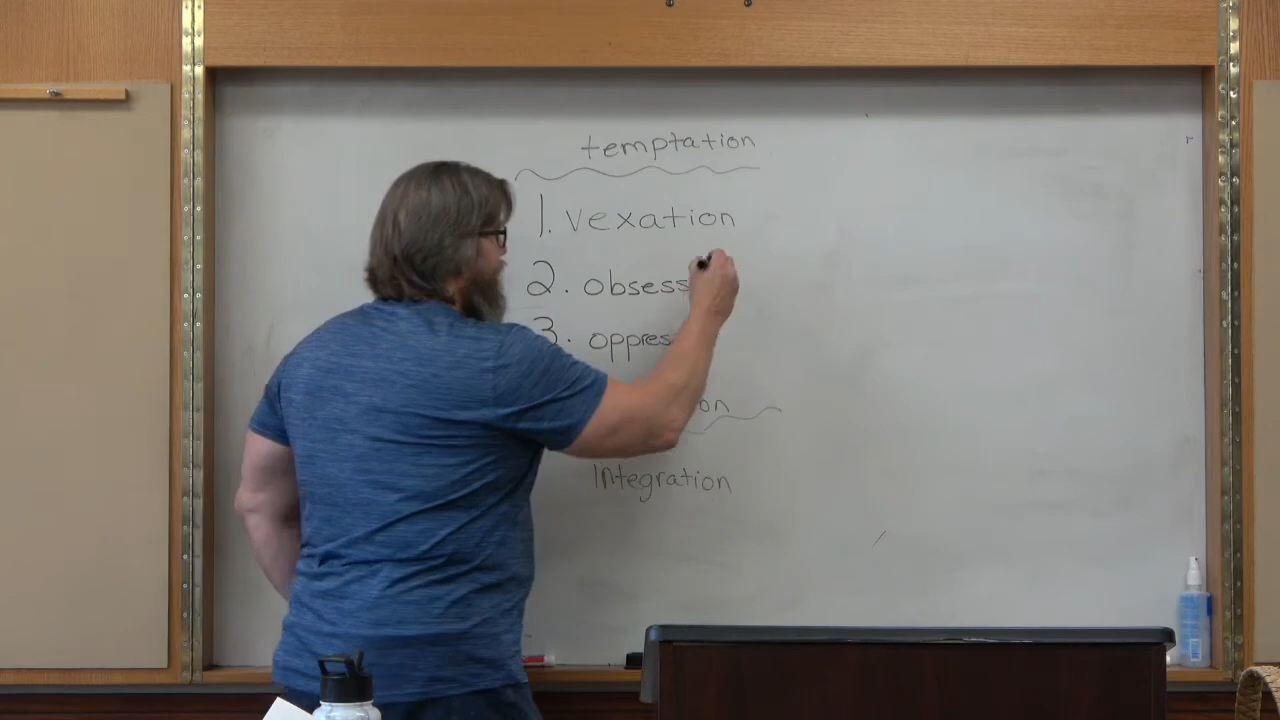 temptation
1. vexation
2. obsess
3. oppres
on
Integration